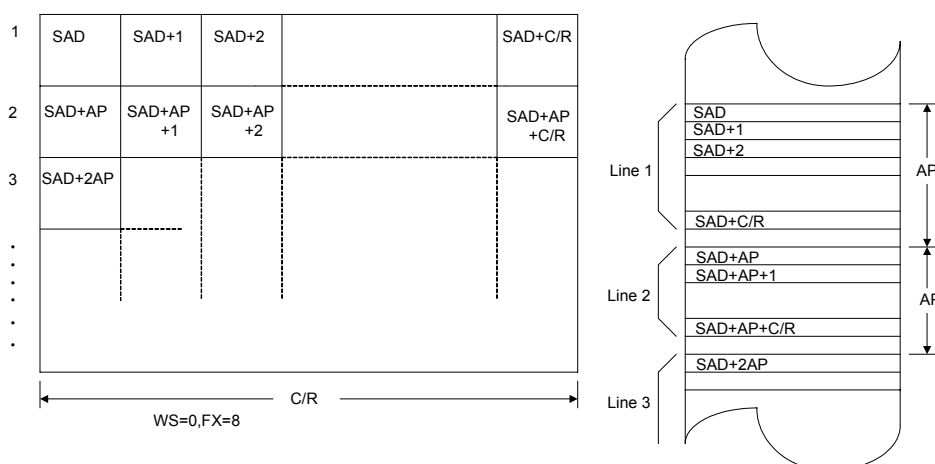 1
SAD
SAD+1
SAD+2
SAD+C/R
2
SAD+AP
SAD+AP
+1
SAD+AP
+2
SAD+AP
+C/R
3
SAD+2AP
C/R
WS=0,FX=8
Line 1
SAD
SAD+1
SAD+2
SAD+C/R
AP
Line 2
SAD+AP
SAD+AP+1
SAD+AP+C/R
AP
Line 3
SAD+2AP